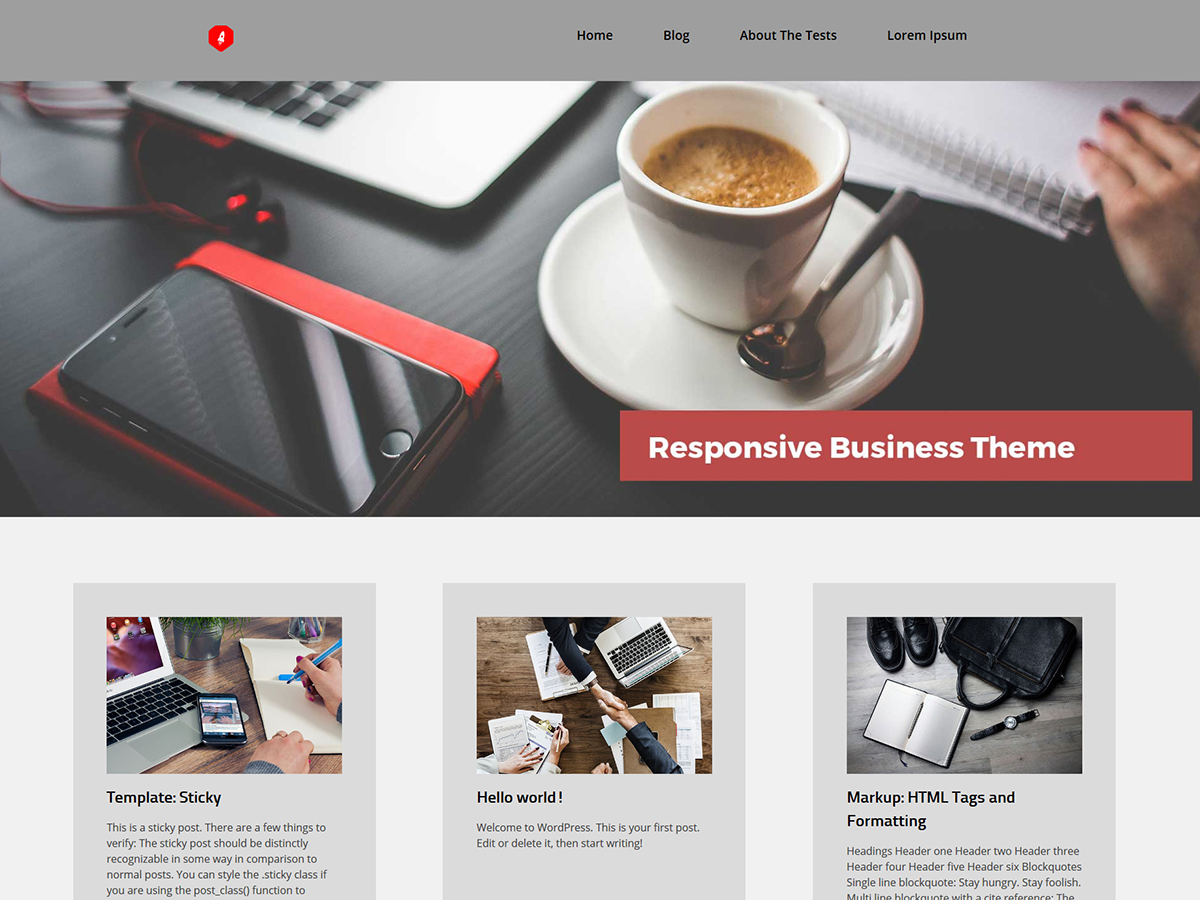 Home
Blog
About The Tests
Lorem Ipsum
Responsive Business Theme
Template: Sticky
This is a sticky post. There are a few things to
verify: The sticky post should be distinctly
recognizable in some way in comparison to
normal posts. You can style the .sticky class if
you are using the post_class() function to
Hello world!
Welcome to WordPress. This is your first post.
Edit or delete it, then start writing!
Markup: HTML Tags and
Formatting
Headings Header one Header two Header three
Header four Header five Header six Blockquotes
Single line blockquote: Stay hungry. Stay foolish.
Multi line blockquote with a cite reference: The